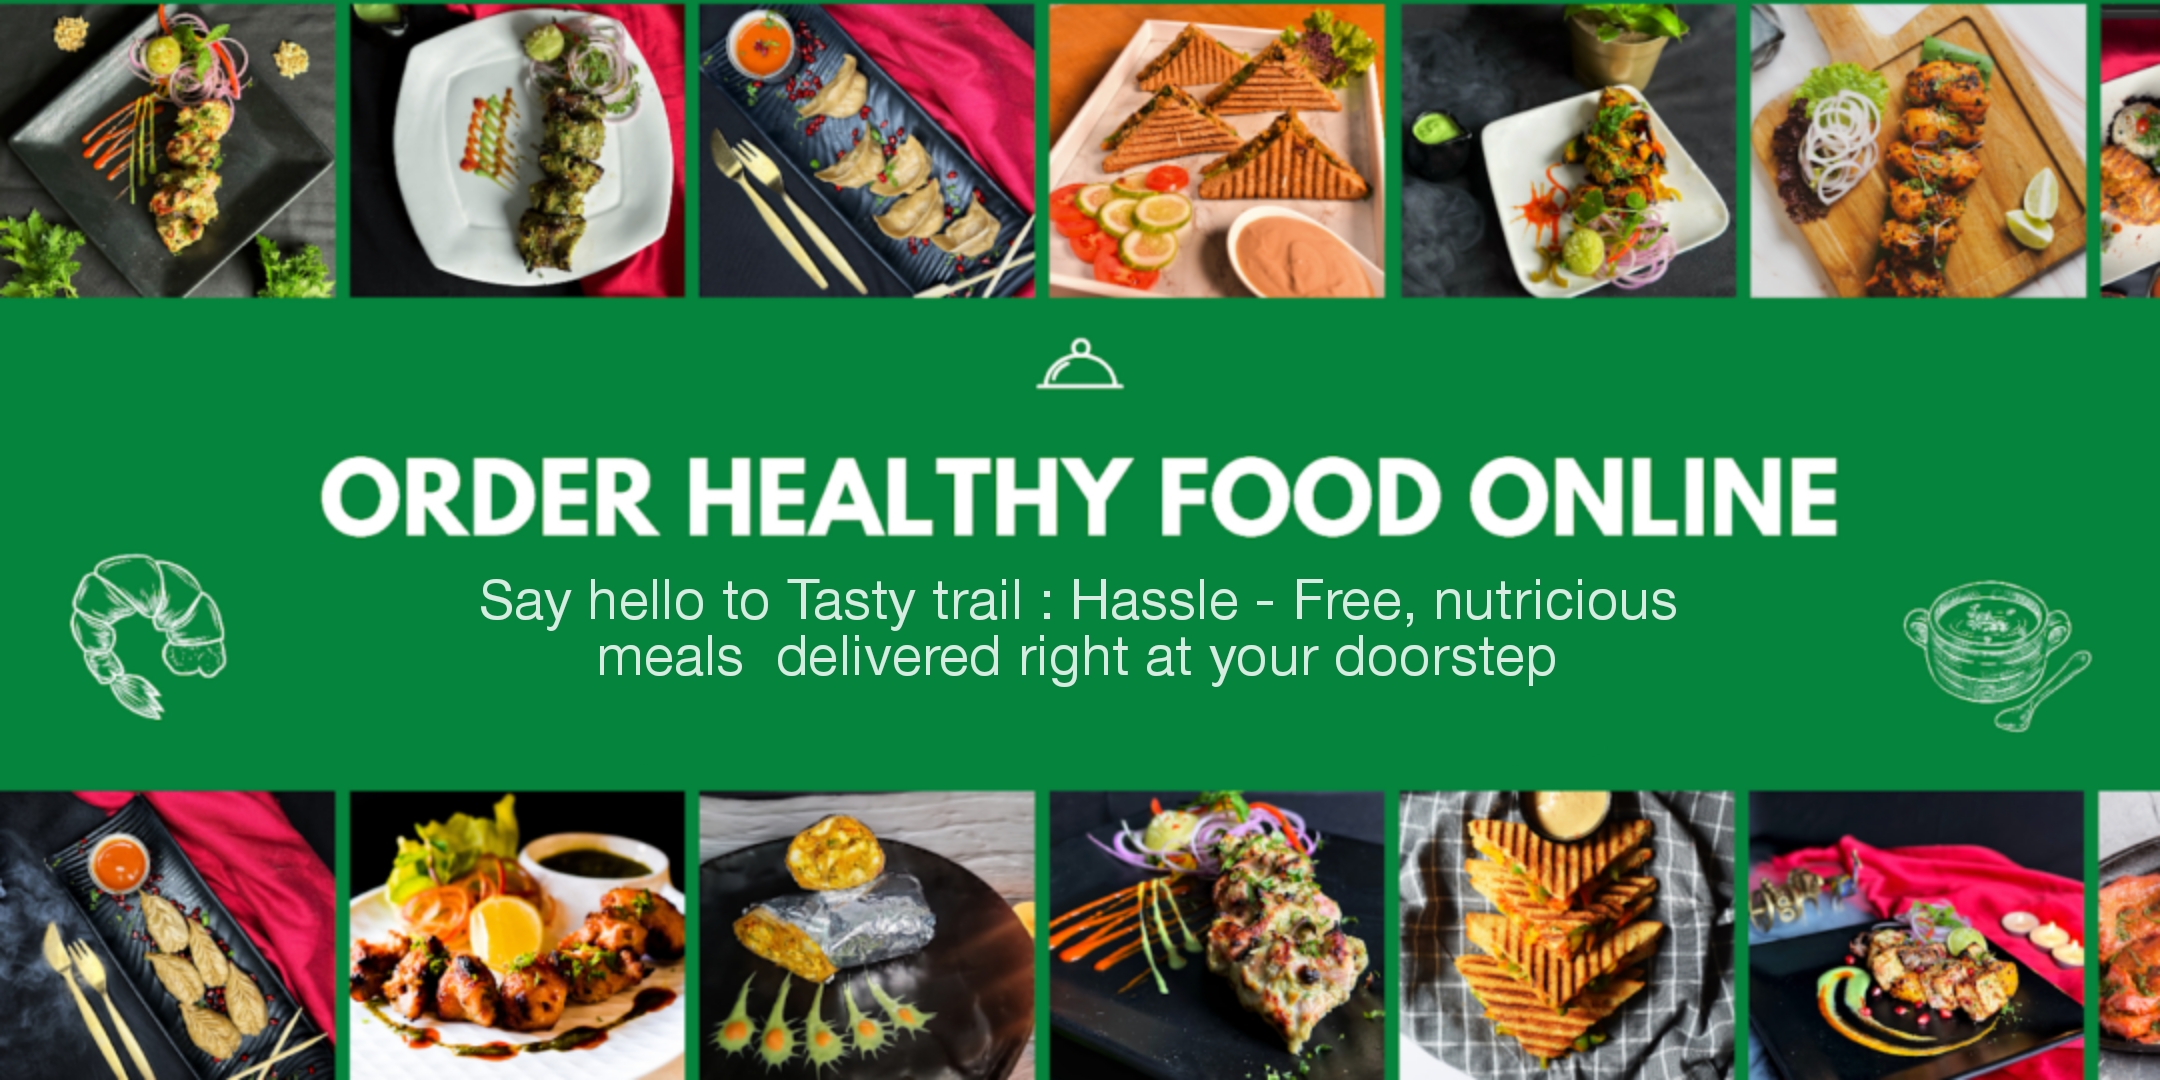 ORDER HEALTHY FOOD ONLINE
Say hello to Tasty trail : Hassle - Free, nutricious
meals  delivered right at your doorstep